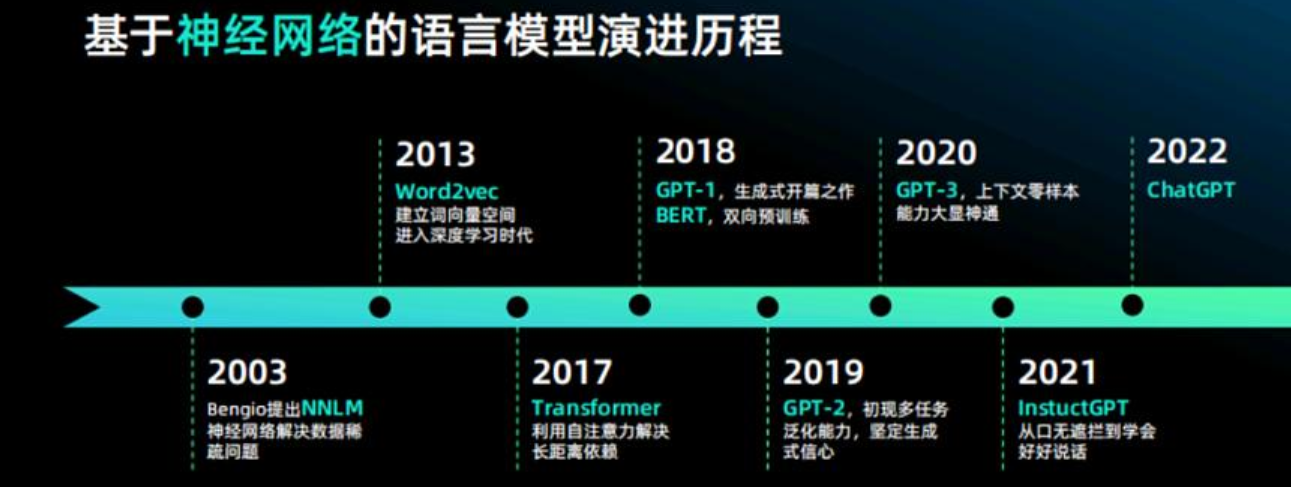 基于神经网络的语言模型演进历程
2003
Bengio提出NNLM
神经网络解决数据稀
疏问题
2013
Word2vec
建立词向量空间
进入深度学习时代
2017
Transformer
利用自注意力解决
长距离依赖
2018
GPT-1，生成式开篇之作
BERT，双向预训练
2019
GPT-2，初现多任务
泛化能力，坚定生成
式信心
2020
GPT-3，上下文零样本
能力大显神通
2021
InstuctGPT
从口无遮拦到学会
好好说话
2022
ChatGPT